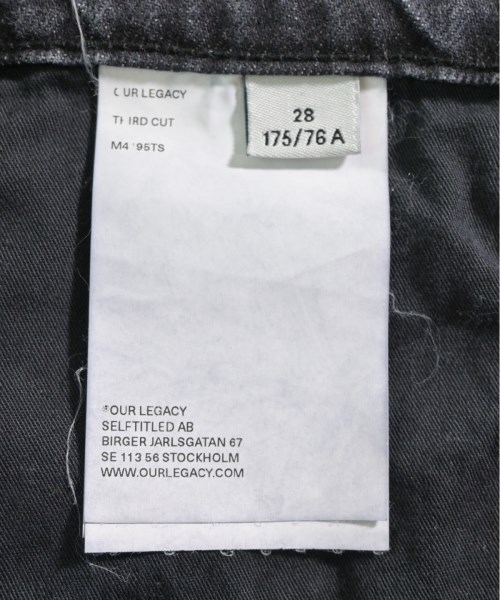 OUR LEGACY
THIRD CUT
28
175/76 A
*OUR LEGACY
SELFTITLED AB
BIRGER JARLSGATAN 67
SE 113 56 STOCKHOLM
WWW.OURLEGACY.COM